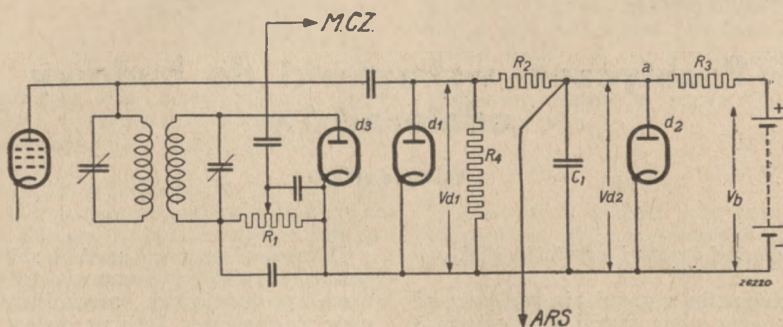 M.CZ.
R2
a
R3
+
d3
d1
d2
R4
Vd1
C1
Vd2
Vb
R1
-
26220
ARS